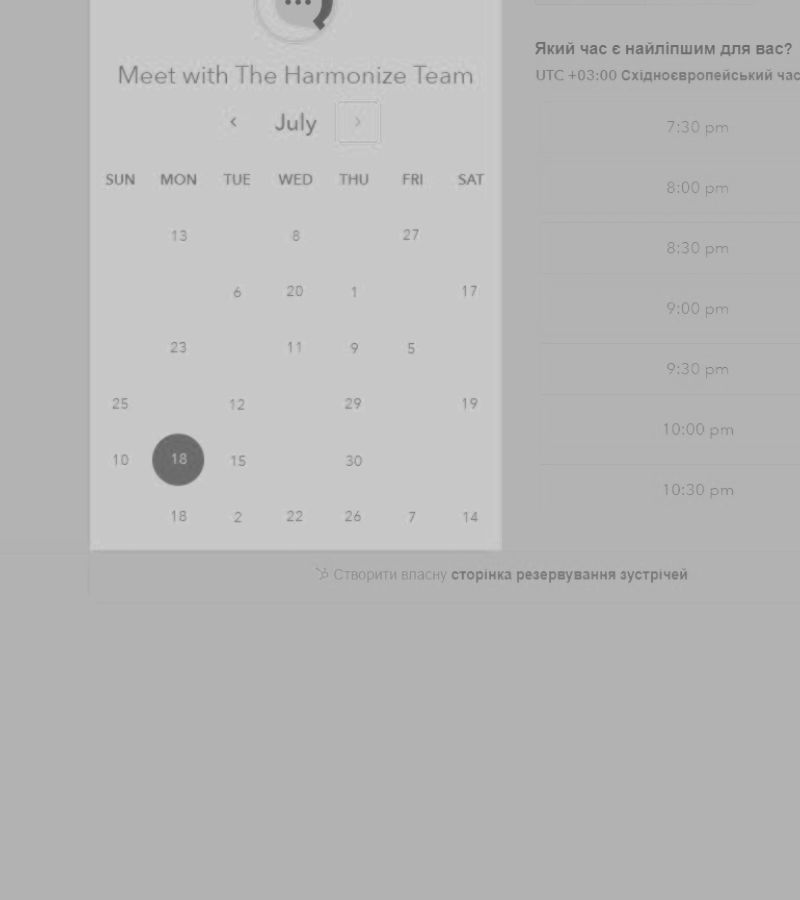 Meet with The Harmonize Team
July
SUN MON TUE WED THU FRI SAT
13 8 27
6 20 1 17
23 11 9 5
25 12 29 19
10 18 15 30
18 2 22 26 7 14
Який час є найліпшим для вас?
UTC +03:00 Східноєвропейський час
7:30 pm
8:00 pm
8:30 pm
9:00 pm
9:30 pm
10:00 pm
10:30 pm
Створити власну сторінка резервування зустрічей